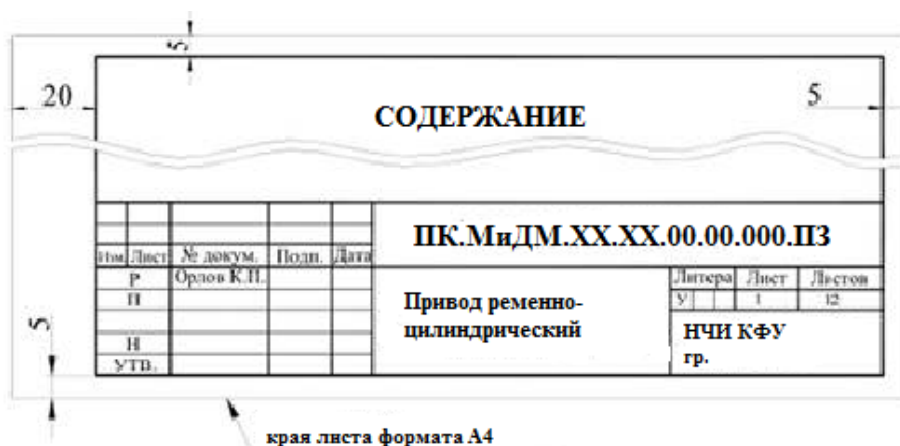 5
20
5
СОДЕРЖАНИЕ
ПК.МиДМ.ХХ.ХХ.00.00.000.ПЗ
Изм. Лист № докум. Подп. Дата
Р Орлов К.П.
П
Н
УТВ.
Привод ременно-
цилиндрический
Литера Лист Листов
У 1 12
НЧИ КФУ
гр.
5
края листа формата А4